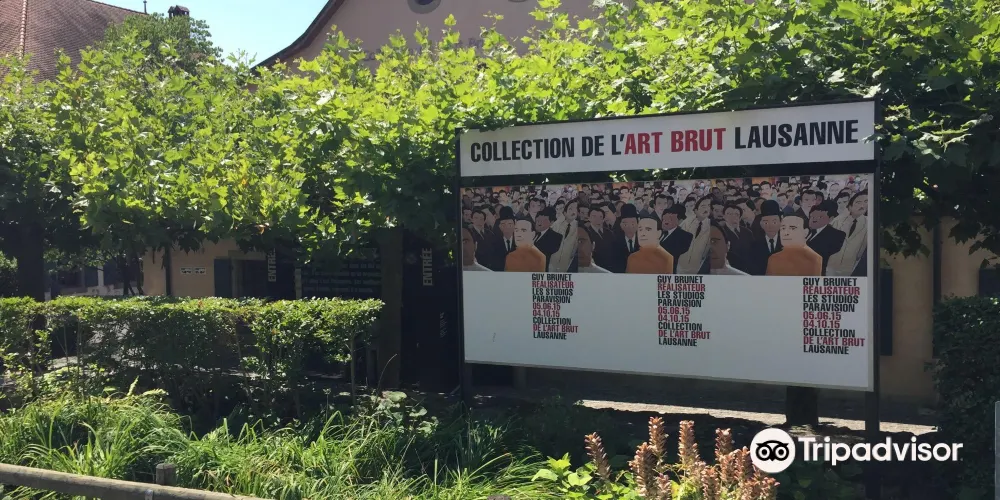 COLLECTION DE L'ART BRUT LAUSANNE
GUY BRUNET
RÉALISATEUR
LES STUDIOS
PARAVISION
05.06.15
04.10.15
COLLECTION
DE L'ART BRUT
LAUSANNE
GUY BRUNET
RÉALISATEUR
LES STUDIOS
PARAVISION
05.06.15
04.10.15
COLLECTION
DE L'ART BRUT
LAUSANNE
GUY BRUNET
RÉALISATEUR
LES STUDIOS
PARAVISION
05.06.15
04.10.15
COLLECTION
DE L'ART BRUT
LAUSANNE
ENTRÉE
ENTRÉE
Tripadvisor